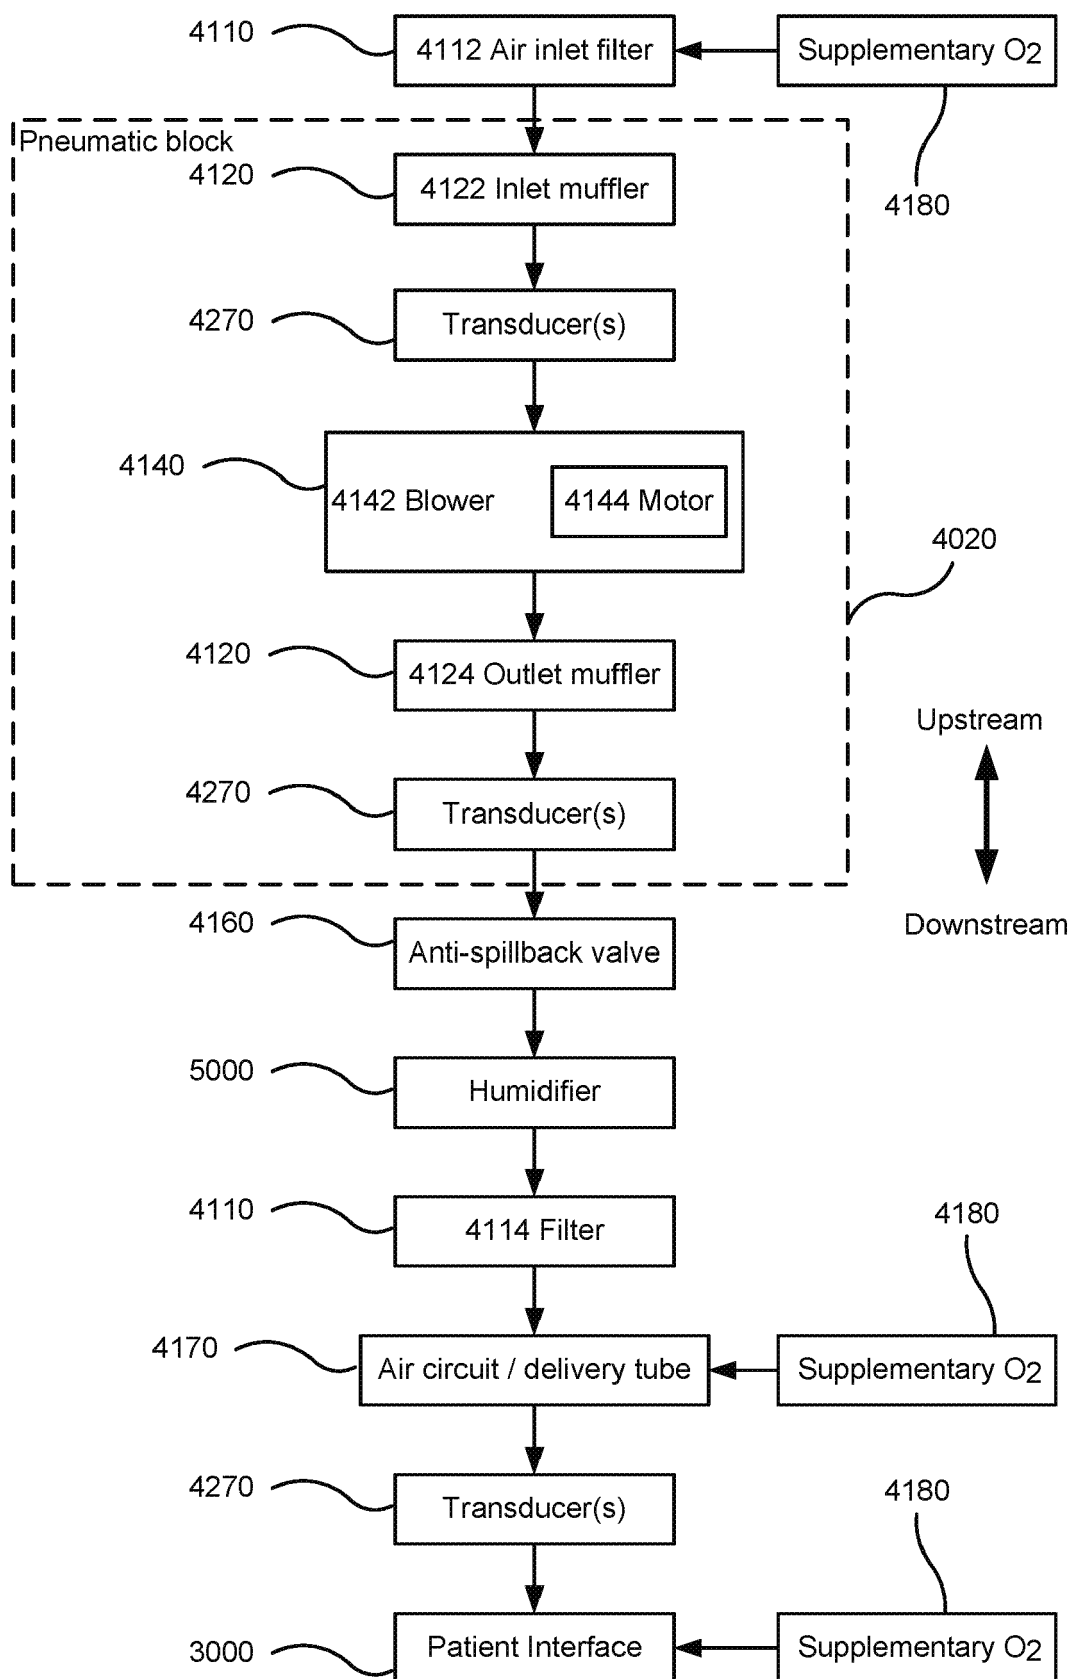 4110
4112 Air inlet filter
Supplementary O2
Pneumatic block
4120
4122 Inlet muffler
4180
4270
Transducer(s)
4140
4142 Blower
4144 Motor
4020
4120
4124 Outlet muffler
Upstream
4270
Transducer(s)
4160
Anti-spillback valve
Downstream
5000
Humidifier
4110
4114 Filter
4180
4170
Air circuit / delivery tube
Supplementary O2
4270
Transducer(s)
4180
3000
Patient Interface
Supplementary O2